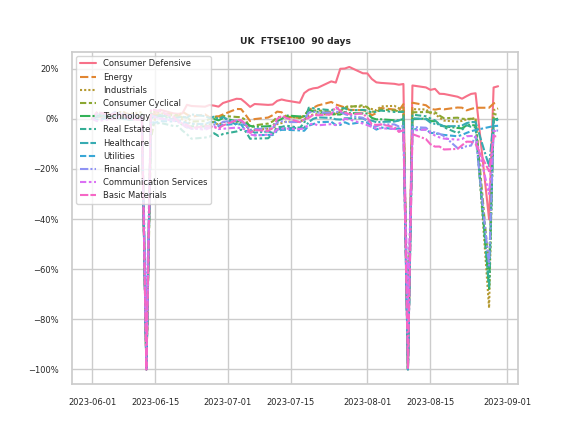 UK  FTSE100  90 days
Consumer Defensive
Energy
Industrials
Consumer Cyclical
Technology
Real Estate
Healthcare
Utilities
Financial
Communication Services
Basic Materials
20%
0%
−20%
−40%
−60%
−80%
−100%
2023-06-01 2023-06-15 2023-07-01 2023-07-15 2023-08-01 2023-08-15 2023-09-01